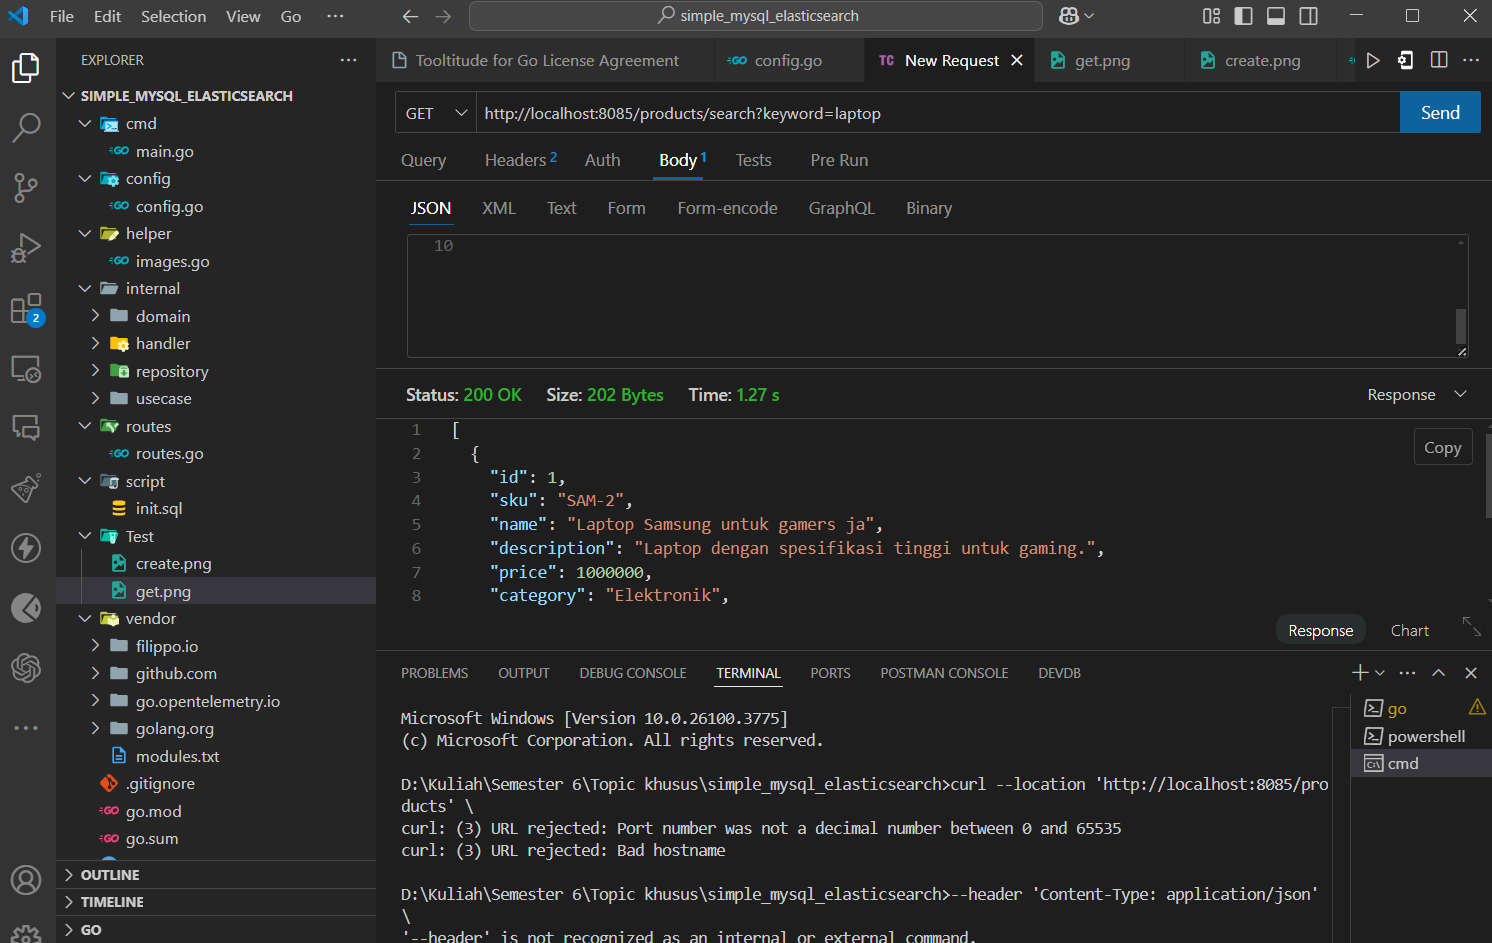 File Edit Selection View Go ··· simple_mysql_elasticsearch
EXPLORER ···
SIMPLE_MYSQL_ELASTICSEARCH
cmd
main.go
config
config.go
helper
images.go
internal
domain
handler
repository
usecase
routes
routes.go
script
init.sql
Test
create.png
get.png
vendor
filippo.io
github.com
go.opentelemetry.io
golang.org
modules.txt
.gitignore
go.mod
go.sum
OUTLINE
TIMELINE
GO
2
Tooltitude for Go License Agreement config.go TC New Request get.png create.png
GET http://localhost:8085/products/search?keyword=laptop Send
Query Headers 2 Auth Body 1 Tests Pre Run
JSON XML Text Form Form-encode GraphQL Binary
10
Status: 200 OK Size: 202 Bytes Time: 1.27 s Response
Copy
1 [
2 {
3 "id": 1,
4 "sku": "SAM-2",
5 "name": "Laptop Samsung untuk gamers ja",
6 "description": "Laptop dengan spesifikasi tinggi untuk gaming.",
7 "price": 1000000,
8 "category": "Elektronik",
Response Chart
PROBLEMS OUTPUT DEBUG CONSOLE TERMINAL PORTS POSTMAN CONSOLE DEVDB
Microsoft Windows [Version 10.0.26100.3775]
(c) Microsoft Corporation. All rights reserved.
D:\Kuliah\Semester 6\Topic khusus\simple_mysql_elasticsearch>curl --location 'http://localhost:8085/pro
ducts' \
curl: (3) URL rejected: Port number was not a decimal number between 0 and 65535
curl: (3) URL rejected: Bad hostname
D:\Kuliah\Semester 6\Topic khusus\simple_mysql_elasticsearch>--header 'Content-Type: application/json'
\
'--header' is not recognized as an internal or external command,
go
powershell
cmd